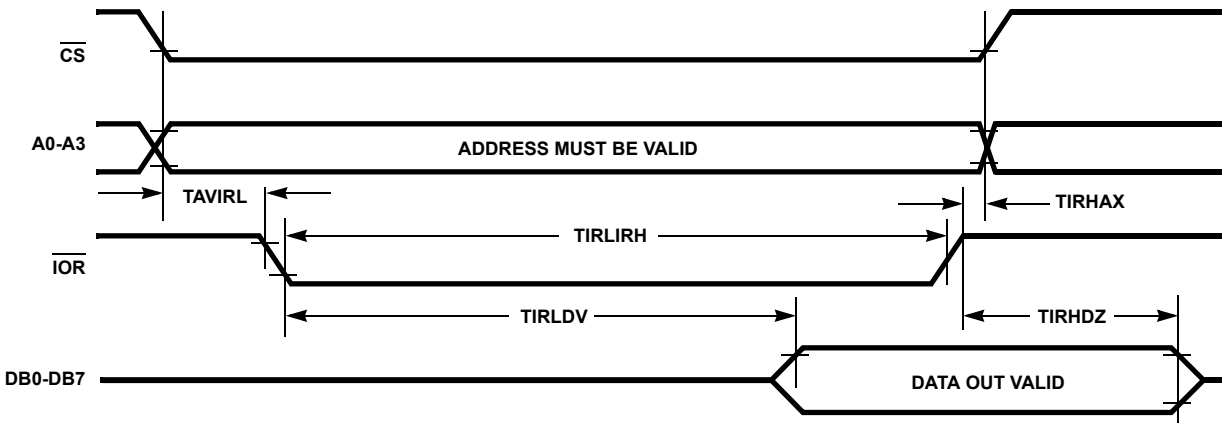 CS
A0-A3
ADDRESS MUST BE VALID
TAVIRL
TIRHAX
IOR
TIRLIRH
TIRLDV
TIRHDZ
DB0-DB7
DATA OUT VALID